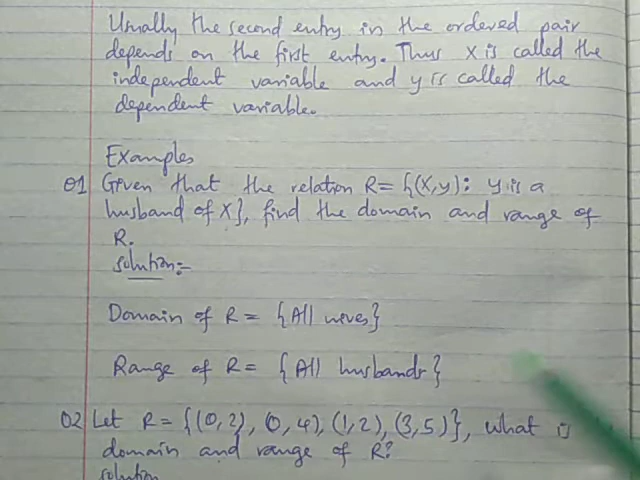 Usually the second entry in the ordered pair
depends on the first entry. Thus x is called the
independent variable and y is called the
dependent variable.
Examples
01 Given that the relation R = {(x,y): y is a
husband of x}, find the domain and range of
R.
solution:-
Domain of R = {All wives}
Range of R = {All husbands}
02 Let R = {(0,2), (0,4), (1,2), (3,5)}, what is
domain and range of R?
solution